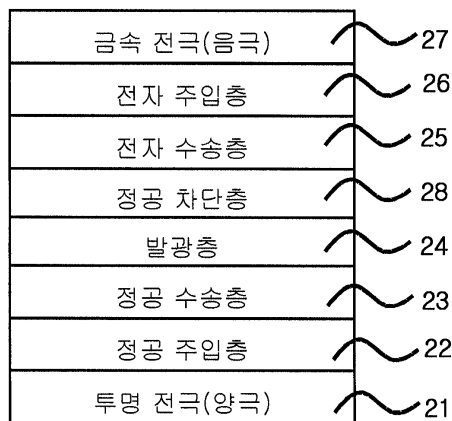 금속 전극(음극) 27
전자 주입층 26
전자 수송층 25
정공 차단층 28
발광층 24
정공 수송층 23
정공 주입층 22
투명 전극(양극) 21